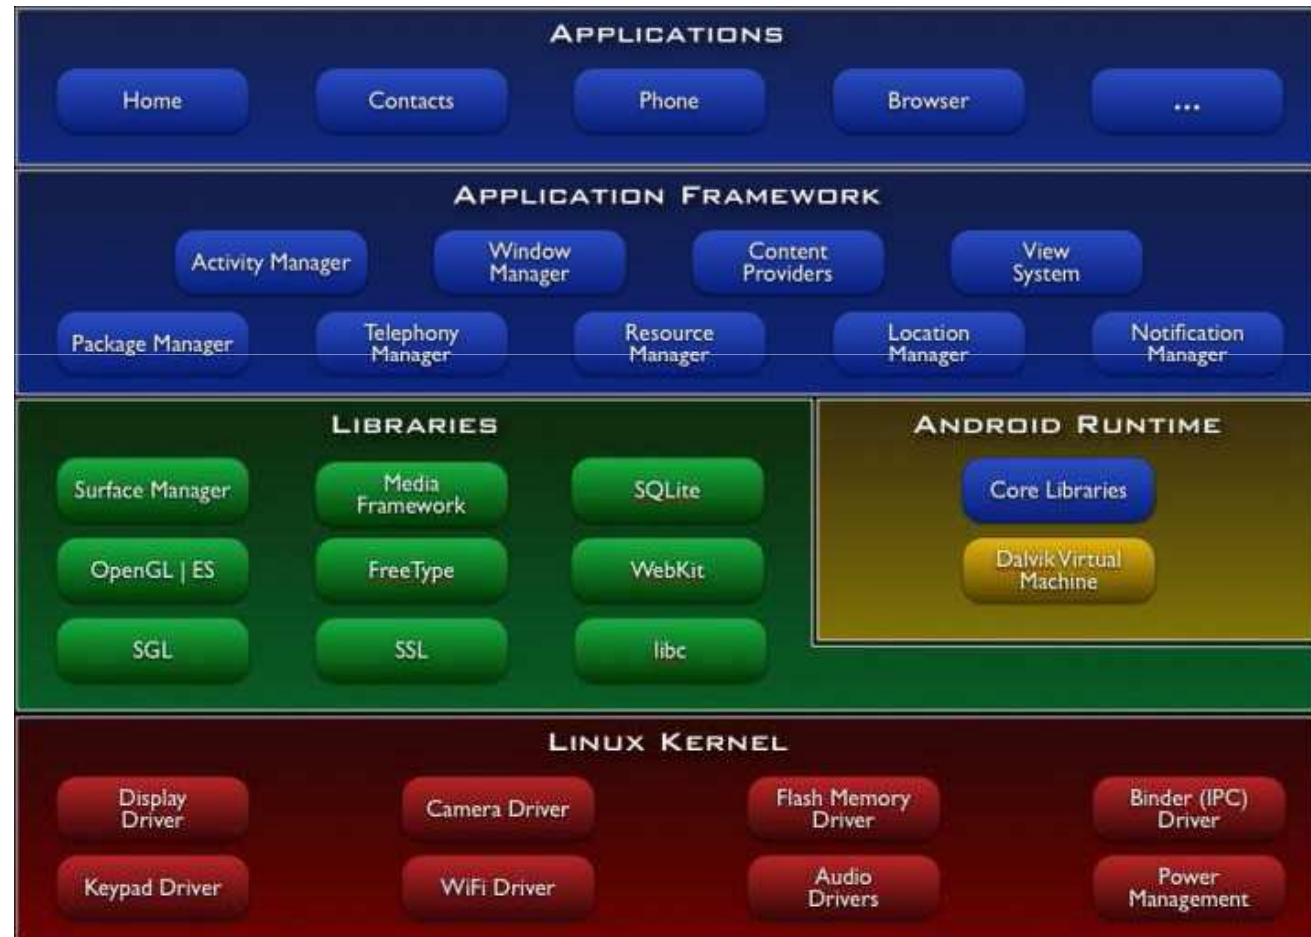 APPLICATIONS
Home
Contacts
Phone
Browser
...
APPLICATION FRAMEWORK
Activity Manager
Window
Manager
Content
Providers
View
System
Package Manager
Telephony
Manager
Resource
Manager
Location
Manager
Notification
Manager
LIBRARIES
Surface Manager
Media
Framework
SQLite
OpenGL | ES
FreeType
WebKit
SGL
SSL
libc
ANDROID RUNTIME
Core Libraries
Dalvik Virtual
Machine
LINUX KERNEL
Display
Driver
Camera Driver
Flash Memory
Driver
Binder (IPC)
Driver
Keypad Driver
WiFi Driver
Audio
Drivers
Power
Management